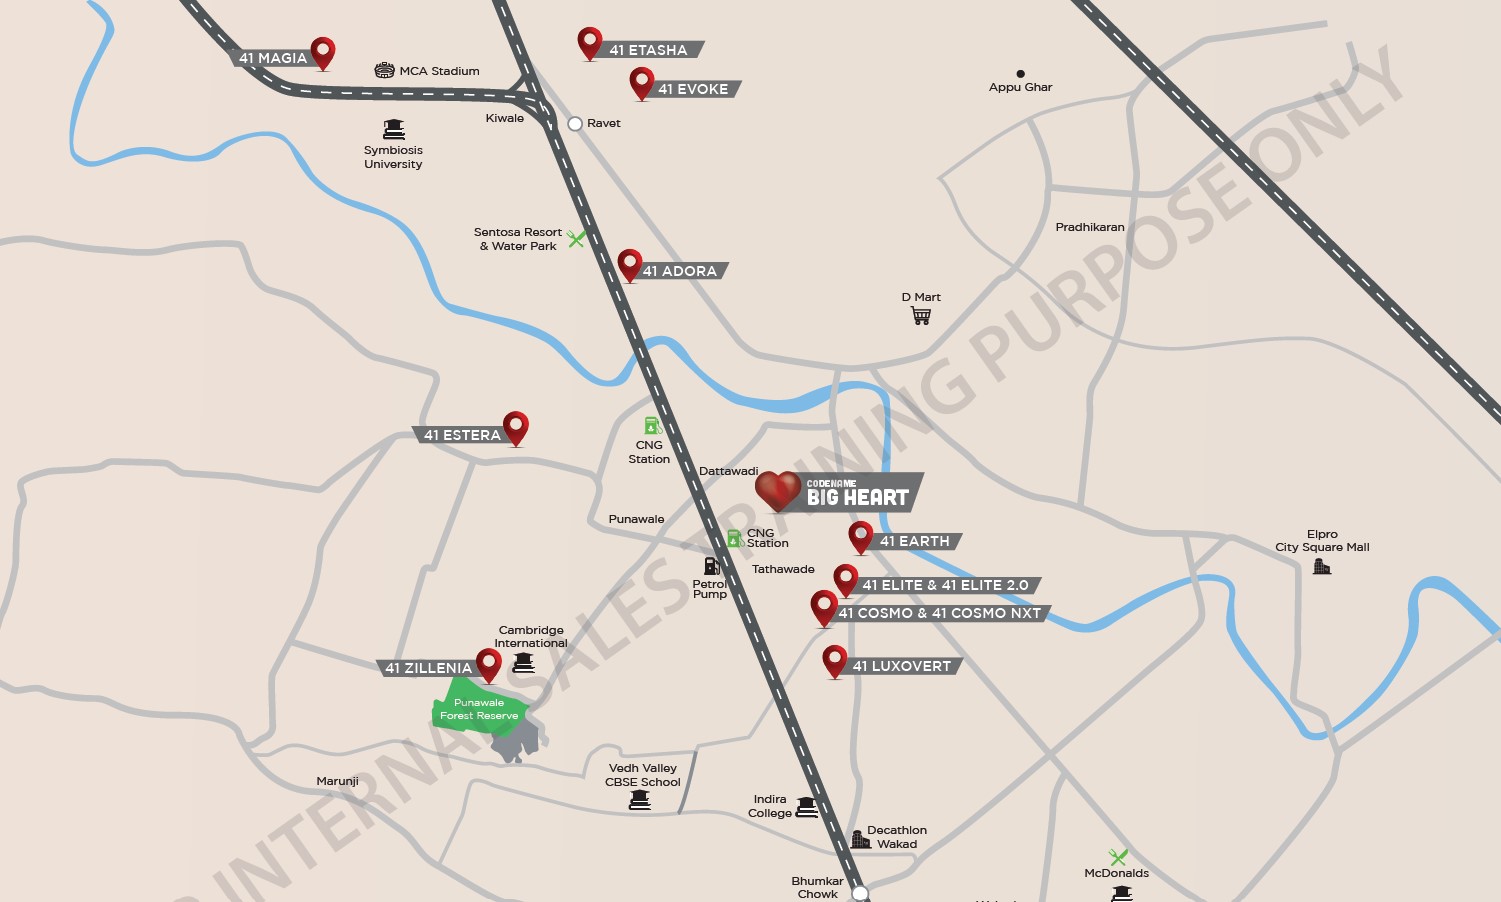 41 ETASHA
41 MAGIA
MCA Stadium
Appu Ghar
41 EVOKE
Kiwale
Ravet
Symbiosis
University
Sentosa Resort
& Water Park
Pradhikaran
41 ADORA
D Mart
41 ESTERA
CNG
Station
Dattawadi
CODENAME
BIG HEART
Punawale
CNG
Station
41 EARTH
Elpro
City Square Mall
Tathawade
Petrol
Pump
41 ELITE & 41 ELITE 2.0
41 COSMO & 41 COSMO NXT
Cambridge
International
41 ZILLENIA
41 LUXOVERT
Punawale
Forest Reserve
Marunji
Vedh Valley
CBSE School
Indira
College
Decathlon
Wakad
McDonalds
Bhumkar
Chowk
INTERNAL SALES TRAINING PURPOSE ONLY